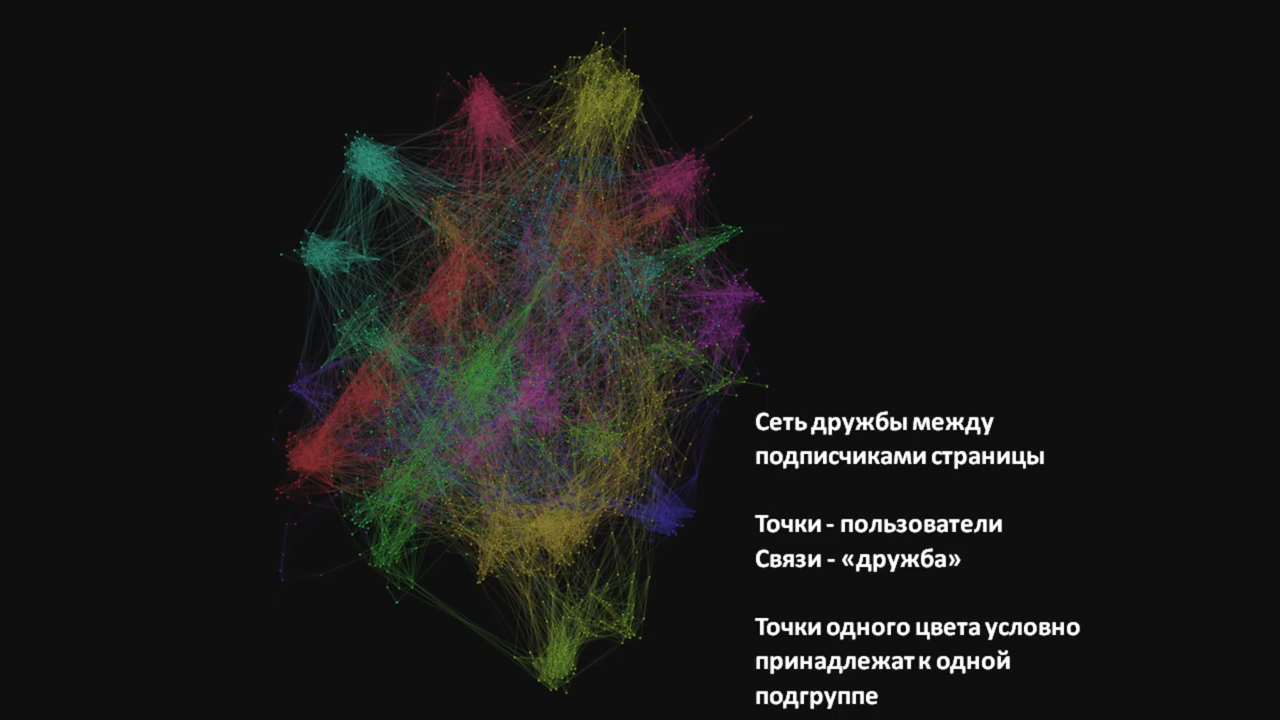 Сеть дружбы между
подписчиками страницы
Точки - пользователи
Связи - «дружба»
Точки одного цвета условно
принадлежат к одной
подгруппе